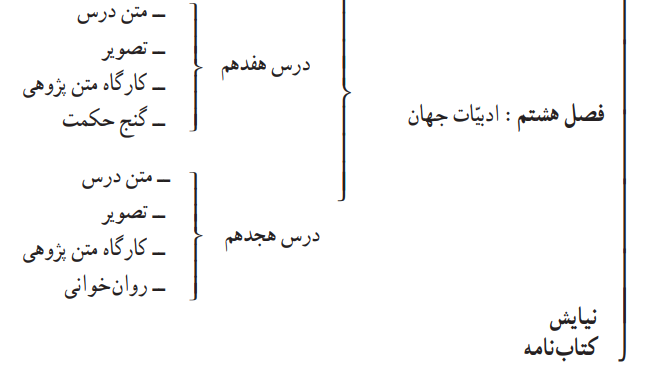 فصل هشتم : ادبیّات جهان
درس هفدهم
ــ متن درس
ــ تصویر
ــ کارگاه متن پژوهی
ــ گنج حکمت
درس هجدهم
ــ متن درس
ــ تصویر
ــ کارگاه متن پژوهی
ــ روان‌خوانی
نیایش
کتاب‌نامه